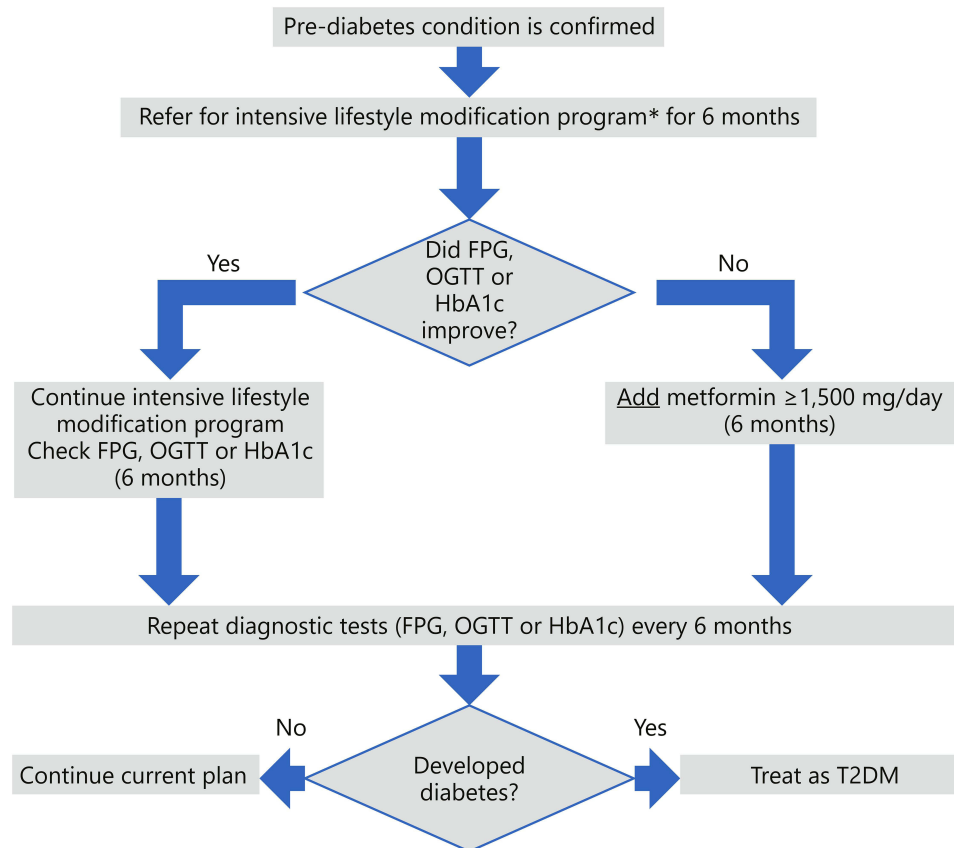 Pre-diabetes condition is confirmed
Refer for intensive lifestyle modification program* for 6 months
Did FPG,
OGTT or
HbA1c
improve?
Yes
No
Continue intensive lifestyle
modification program
Check FPG, OGTT or HbA1c
(6 months)
Add metformin ≥1,500 mg/day
(6 months)
Repeat diagnostic tests (FPG, OGTT or HbA1c) every 6 months
Developed
diabetes?
No
Yes
Continue current plan
Treat as T2DM